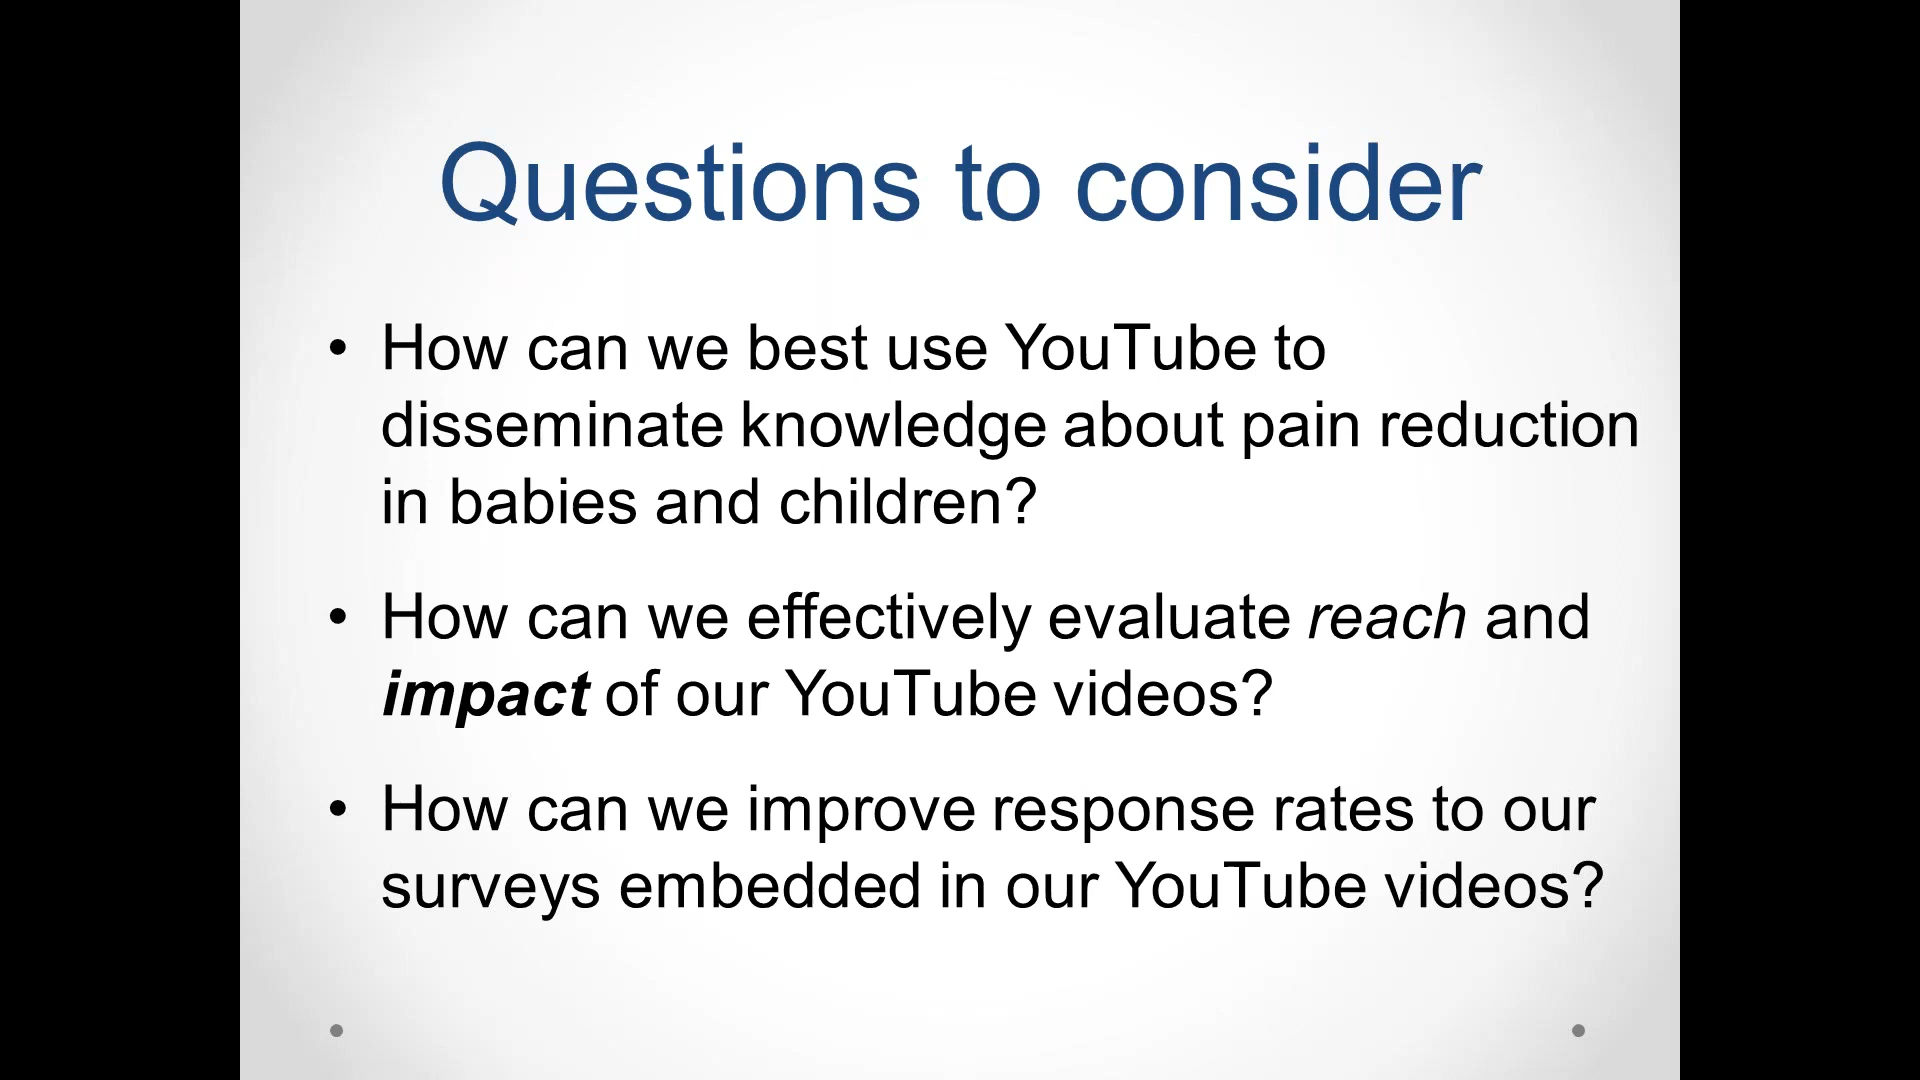 Questions to consider
• How can we best use YouTube to
disseminate knowledge about pain reduction
in babies and children?
• How can we effectively evaluate reach and
impact of our YouTube videos?
• How can we improve response rates to our
surveys embedded in our YouTube videos?